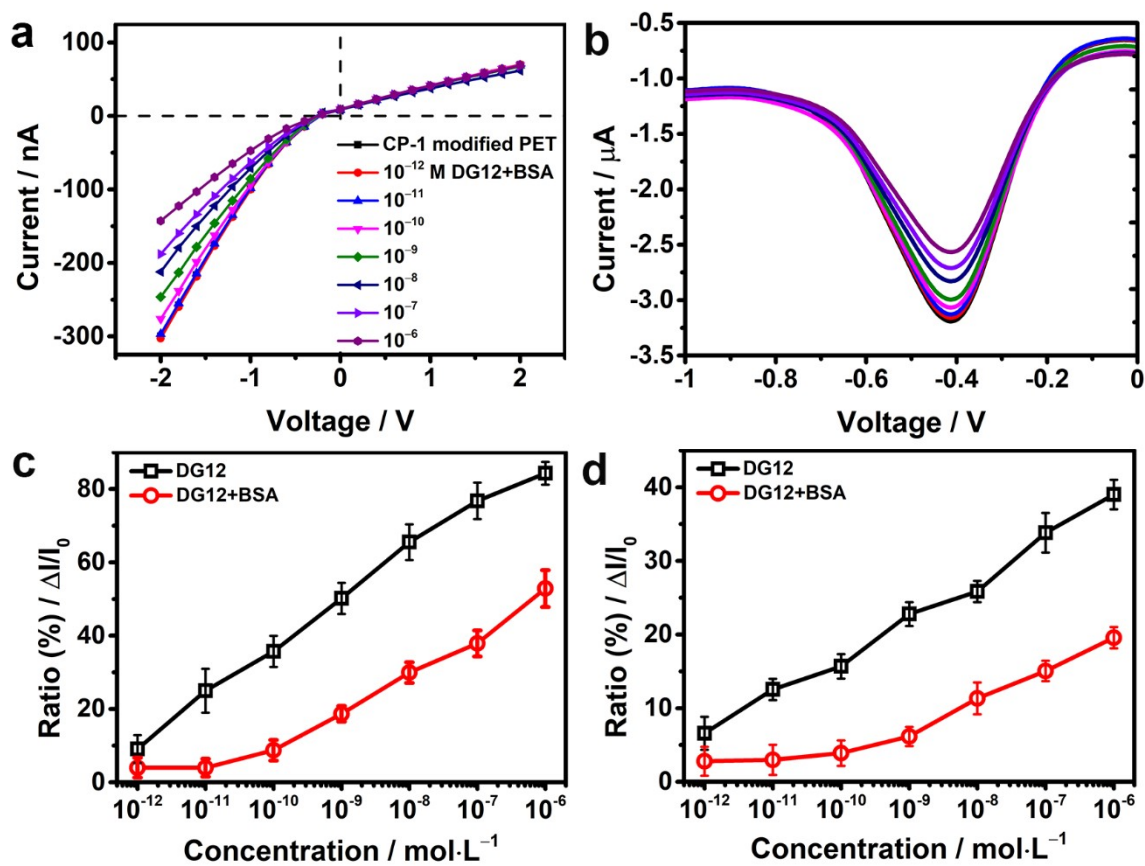 a
Current / nA
100
0
-100
-200
-300
-2
-1
0
1
2
Voltage / V
CP-1 modified PET
10⁻¹² M DG12+BSA
10⁻¹¹
10⁻¹⁰
10⁻⁹
10⁻⁸
10⁻⁷
10⁻⁶
b
Current / μA
-0.5
-1.0
-1.5
-2.0
-2.5
-3.0
-3.5
-1
-0.8
-0.6
-0.4
-0.2
0
Voltage / V
c
DG12
DG12+BSA
Ratio (%) / ΔI/I₀
80
60
40
20
0
10⁻¹²
10⁻¹¹
10⁻¹⁰
10⁻⁹
10⁻⁸
10⁻⁷
10⁻⁶
Concentration / mol·L⁻¹
d
DG12
DG12+BSA
Ratio (%) / ΔI/I₀
40
30
20
10
0
10⁻¹²
10⁻¹¹
10⁻¹⁰
10⁻⁹
10⁻⁸
10⁻⁷
10⁻⁶
Concentration / mol·L⁻¹